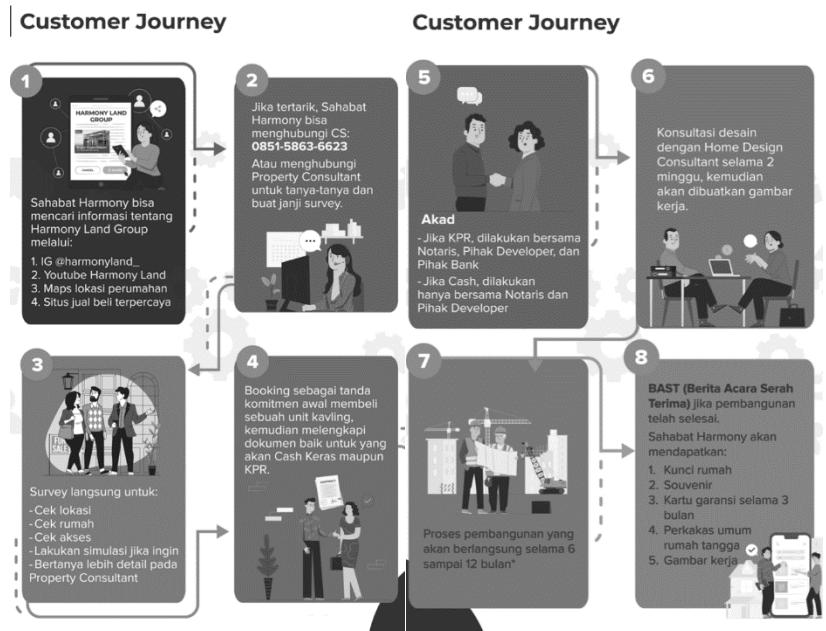 Customer Journey
1
HARMONY LAND
GROUP
CANCEL
Sahabat Harmony bisa
mencari informasi tentang
Harmony Land Group
melalui:
1. IG @harmonyland_
2. Youtube Harmony Land
3. Maps lokasi perumahan
4. Situs jual beli terpercaya
2
Jika tertarik, Sahabat
Harmony bisa
menghubungi CS:
0851-5863-6623
Atau menghubungi
Property Consultant
untuk tanya-tanya dan
buat janji survey.
3
FOR
SALE
Survey langsung untuk:
-Cek lokasi
-Cek rumah
-Cek akses
-Lakukan simulasi jika ingin
-Bertanya lebih detail pada
Property Consultant
4
Booking sebagai tanda
komitmen awal membeli
sebuah unit kavling,
kemudian melengkapi
dokumen baik untuk yang
akan Cash Keras maupun
KPR.
Customer Journey
5
Akad
-Jika KPR, dilakukan bersama
Notaris, Pihak Developer, dan
Pihak Bank
-Jika Cash, dilakukan
hanya bersama Notaris dan
Pihak Developer
6
Konsultasi desain
dengan Home Design
Consultant selama 2
minggu, kemudian
akan dibuatkan gambar
kerja.
7
Proses pembangunan yang
akan berlangsung selama 6
sampai 12 bulan*
8
BAST (Berita Acara Serah
Terima) jika pembangunan
telah selesai.
Sahabat Harmony akan
mendapatkan:
1. Kunci rumah
2. Souvenir
3. Kartu garansi selama 3
bulan
4. Perkakas umum
rumah tangga
5. Gambar kerja